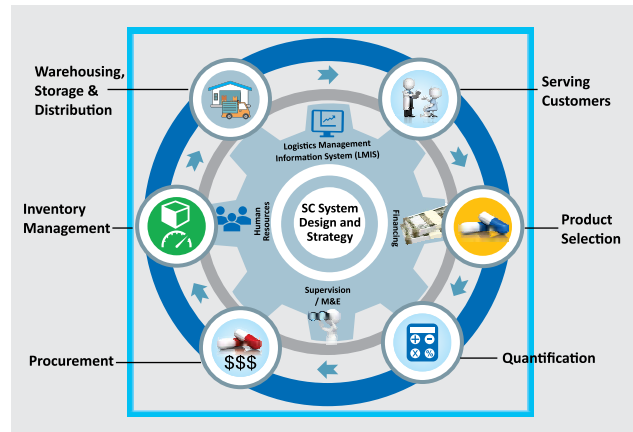 Warehousing,
Storage &
Distribution
Serving
Customers
Logistics Management
Information System (LMIS)
Inventory
Management
Human
Resources
SC System
Design and
Strategy
Financing
Product
Selection
Supervision
/ M&E
Procurement
$$$
Quantification